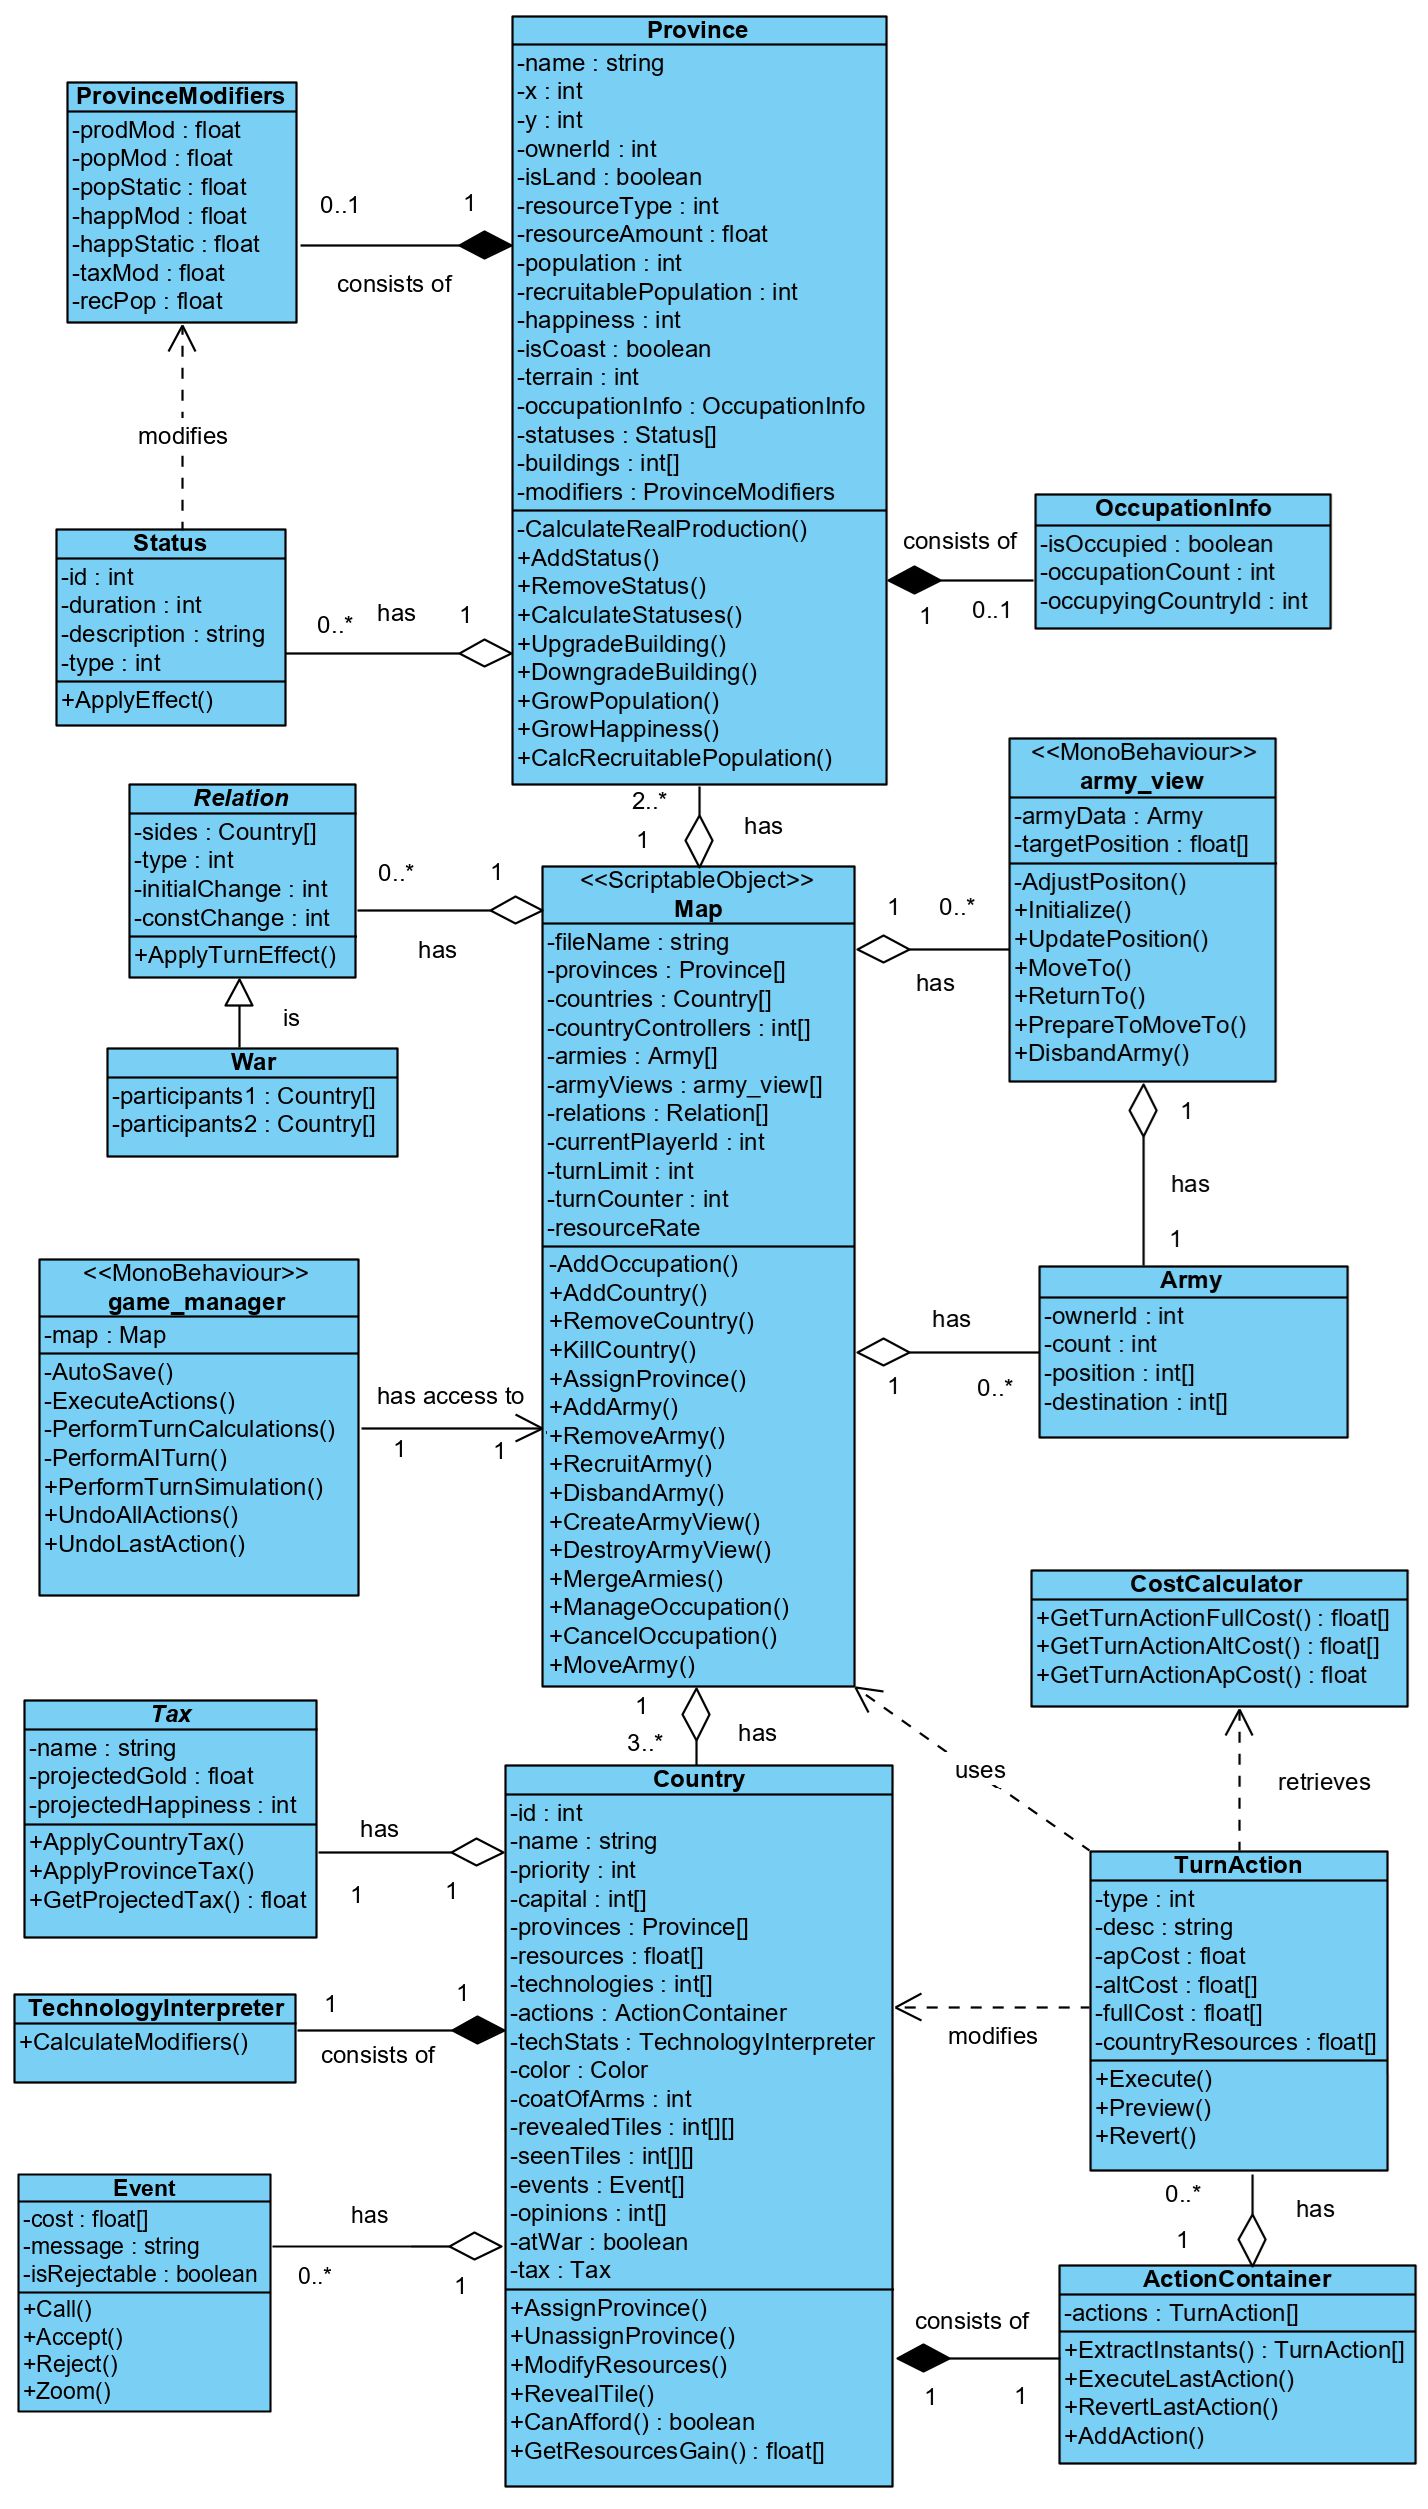 Province
-name : string
-x : int
-y : int
-ownerId : int
-isLand : boolean
-resourceType : int
-resourceAmount : float
-population : int
-recruitablePopulation : int
-happiness : int
-isCoast : boolean
-terrain : int
-occupationInfo : OccupationInfo
-statuses : Status[]
-buildings : int[]
-modifiers : ProvinceModifiers
-CalculateRealProduction()
+AddStatus()
+RemoveStatus()
+CalculateStatuses()
+UpgradeBuilding()
+DowngradeBuilding()
+GrowPopulation()
+GrowHappiness()
+CalcRecruitablePopulation()
ProvinceModifiers
-prodMod : float
-popMod : float
-popStatic : float
-happMod : float
-happStatic : float
-taxMod : float
-recPop : float
0..1
1
consists of
modifies
Status
-id : int
-duration : int
-description : string
-type : int
+ApplyEffect()
0..*
has
1
OccupationInfo
-isOccupied : boolean
-occupationCount : int
-occupyingCountryId : int
consists of
1
0..1
2..*
1
has
Relation
-sides : Country[]
-type : int
-initialChange : int
-constChange : int
+ApplyTurnEffect()
0..*
1
has
is
War
-participants1 : Country[]
-participants2 : Country[]
<<ScriptableObject>>
Map
-fileName : string
-provinces : Province[]
-countries : Country[]
-countryControllers : int[]
-armies : Army[]
-armyViews : army_view[]
-relations : Relation[]
-currentPlayerId : int
-turnLimit : int
-turnCounter : int
-resourceRate
-AddOccupation()
+AddCountry()
+RemoveCountry()
+KillCountry()
+AssignProvince()
+AddArmy()
+RemoveArmy()
+RecruitArmy()
+DisbandArmy()
+CreateArmyView()
+DestroyArmyView()
+MergeArmies()
+ManageOccupation()
+CancelOccupation()
+MoveArmy()
<<MonoBehaviour>>
army_view
-armyData : Army
-targetPosition : float[]
-AdjustPositon()
+Initialize()
+UpdatePosition()
+MoveTo()
+ReturnTo()
+PrepareToMoveTo()
+DisbandArmy()
1
0..*
has
1
has
1
Army
-ownerId : int
-count : int
-position : int[]
-destination : int[]
has
1
0..*
<<MonoBehaviour>>
game_manager
-map : Map
-AutoSave()
-ExecuteActions()
-PerformTurnCalculations()
-PerformAITurn()
+PerformTurnSimulation()
+UndoAllActions()
+UndoLastAction()
has access to
1
1
CostCalculator
+GetTurnActionFullCost() : float[]
+GetTurnActionAltCost() : float[]
+GetTurnActionApCost() : float
retrieves
uses
1
3..*
has
Tax
-name : string
-projectedGold : float
-projectedHappiness : int
+ApplyCountryTax()
+ApplyProvinceTax()
+GetProjectedTax() : float
has
1
1
Country
-id : int
-name : string
-priority : int
-capital : int[]
-provinces : Province[]
-resources : float[]
-technologies : int[]
-actions : ActionContainer
-techStats : TechnologyInterpreter
-color : Color
-coatOfArms : int
-revealedTiles : int[][]
-seenTiles : int[][]
-events : Event[]
-opinions : int[]
-atWar : boolean
-tax : Tax
+AssignProvince()
+UnassignProvince()
+ModifyResources()
+RevealTile()
+CanAfford() : boolean
+GetResourcesGain() : float[]
TurnAction
-type : int
-desc : string
-apCost : float
-altCost : float[]
-fullCost : float[]
-countryResources : float[]
+Execute()
+Preview()
+Revert()
modifies
TechnologyInterpreter
+CalculateModifiers()
1
1
consists of
Event
-cost : float[]
-message : string
-isRejectable : boolean
+Call()
+Accept()
+Reject()
+Zoom()
has
0..*
1
0..*
has
1
ActionContainer
-actions : TurnAction[]
+ExtractInstants() : TurnAction[]
+ExecuteLastAction()
+RevertLastAction()
+AddAction()
consists of
1
1